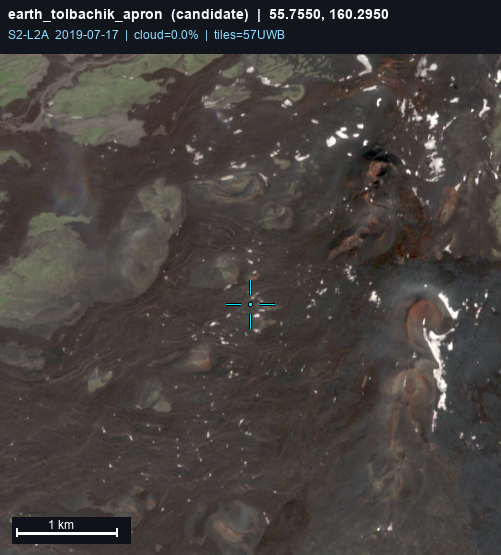 earth_tolbachik_apron (candidate) | 55.7550, 160.2950
S2-L2A 2019-07-17 | cloud=0.0% | tiles=57UWB
1 km